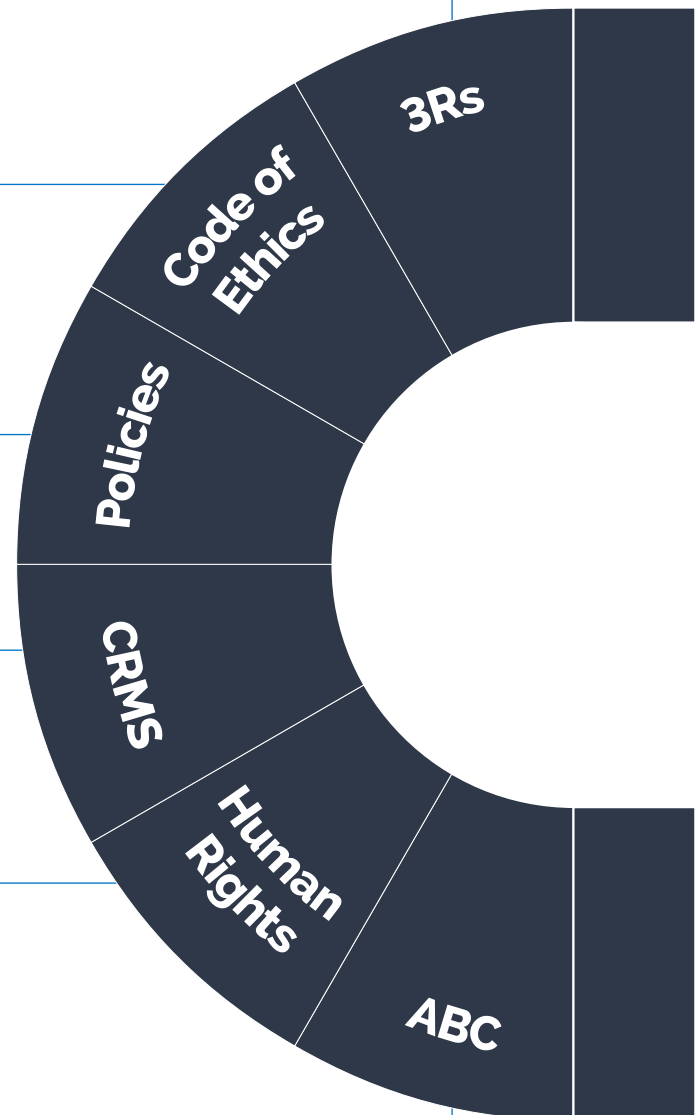 3Rs
Code of
Ethics
Policies
CRMS
Human
Rights
ABC